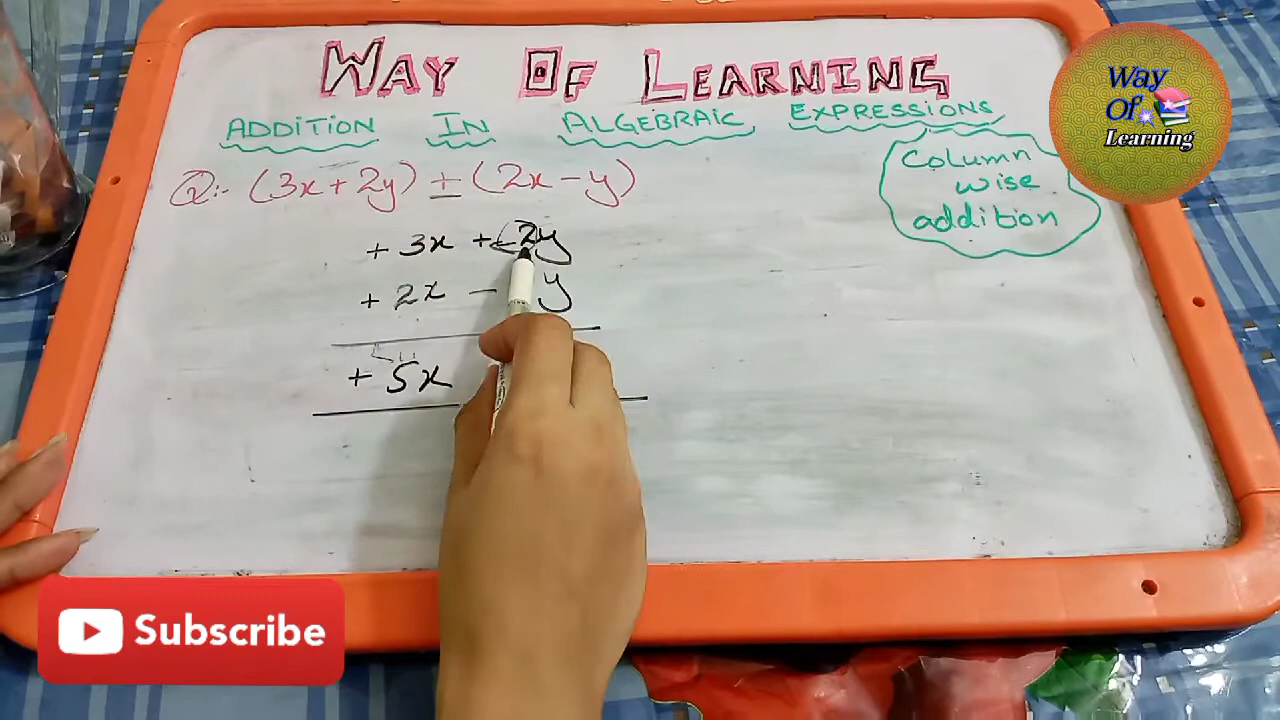 WAY OF LEARNING
ADDITION IN ALGEBRAIC EXPRESSIONS
Q:- (3x + 2y) + (2x - y)
+ 3x + 2y
+ 2x - y
+ 5x
Column
wise
addition
Way
Of
Learning
Subscribe